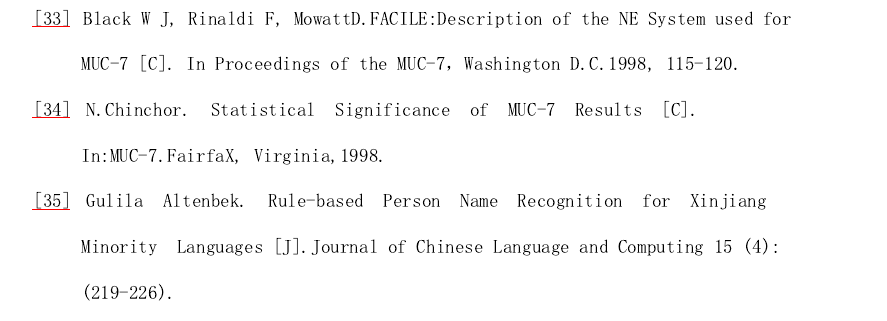 [33] Black W J, Rinaldi F, MowattD.FACILE:Description of the NE System used for
MUC-7 [C]. In Proceedings of the MUC-7, Washington D.C.1998, 115-120.
[34] N.Chinchor. Statistical Significance of MUC-7 Results [C].
In:MUC-7.FairfaX, Virginia,1998.
[35] Gulila Altenbek. Rule-based Person Name Recognition for Xinjiang
Minority Languages [J].Journal of Chinese Language and Computing 15 (4):
(219-226).